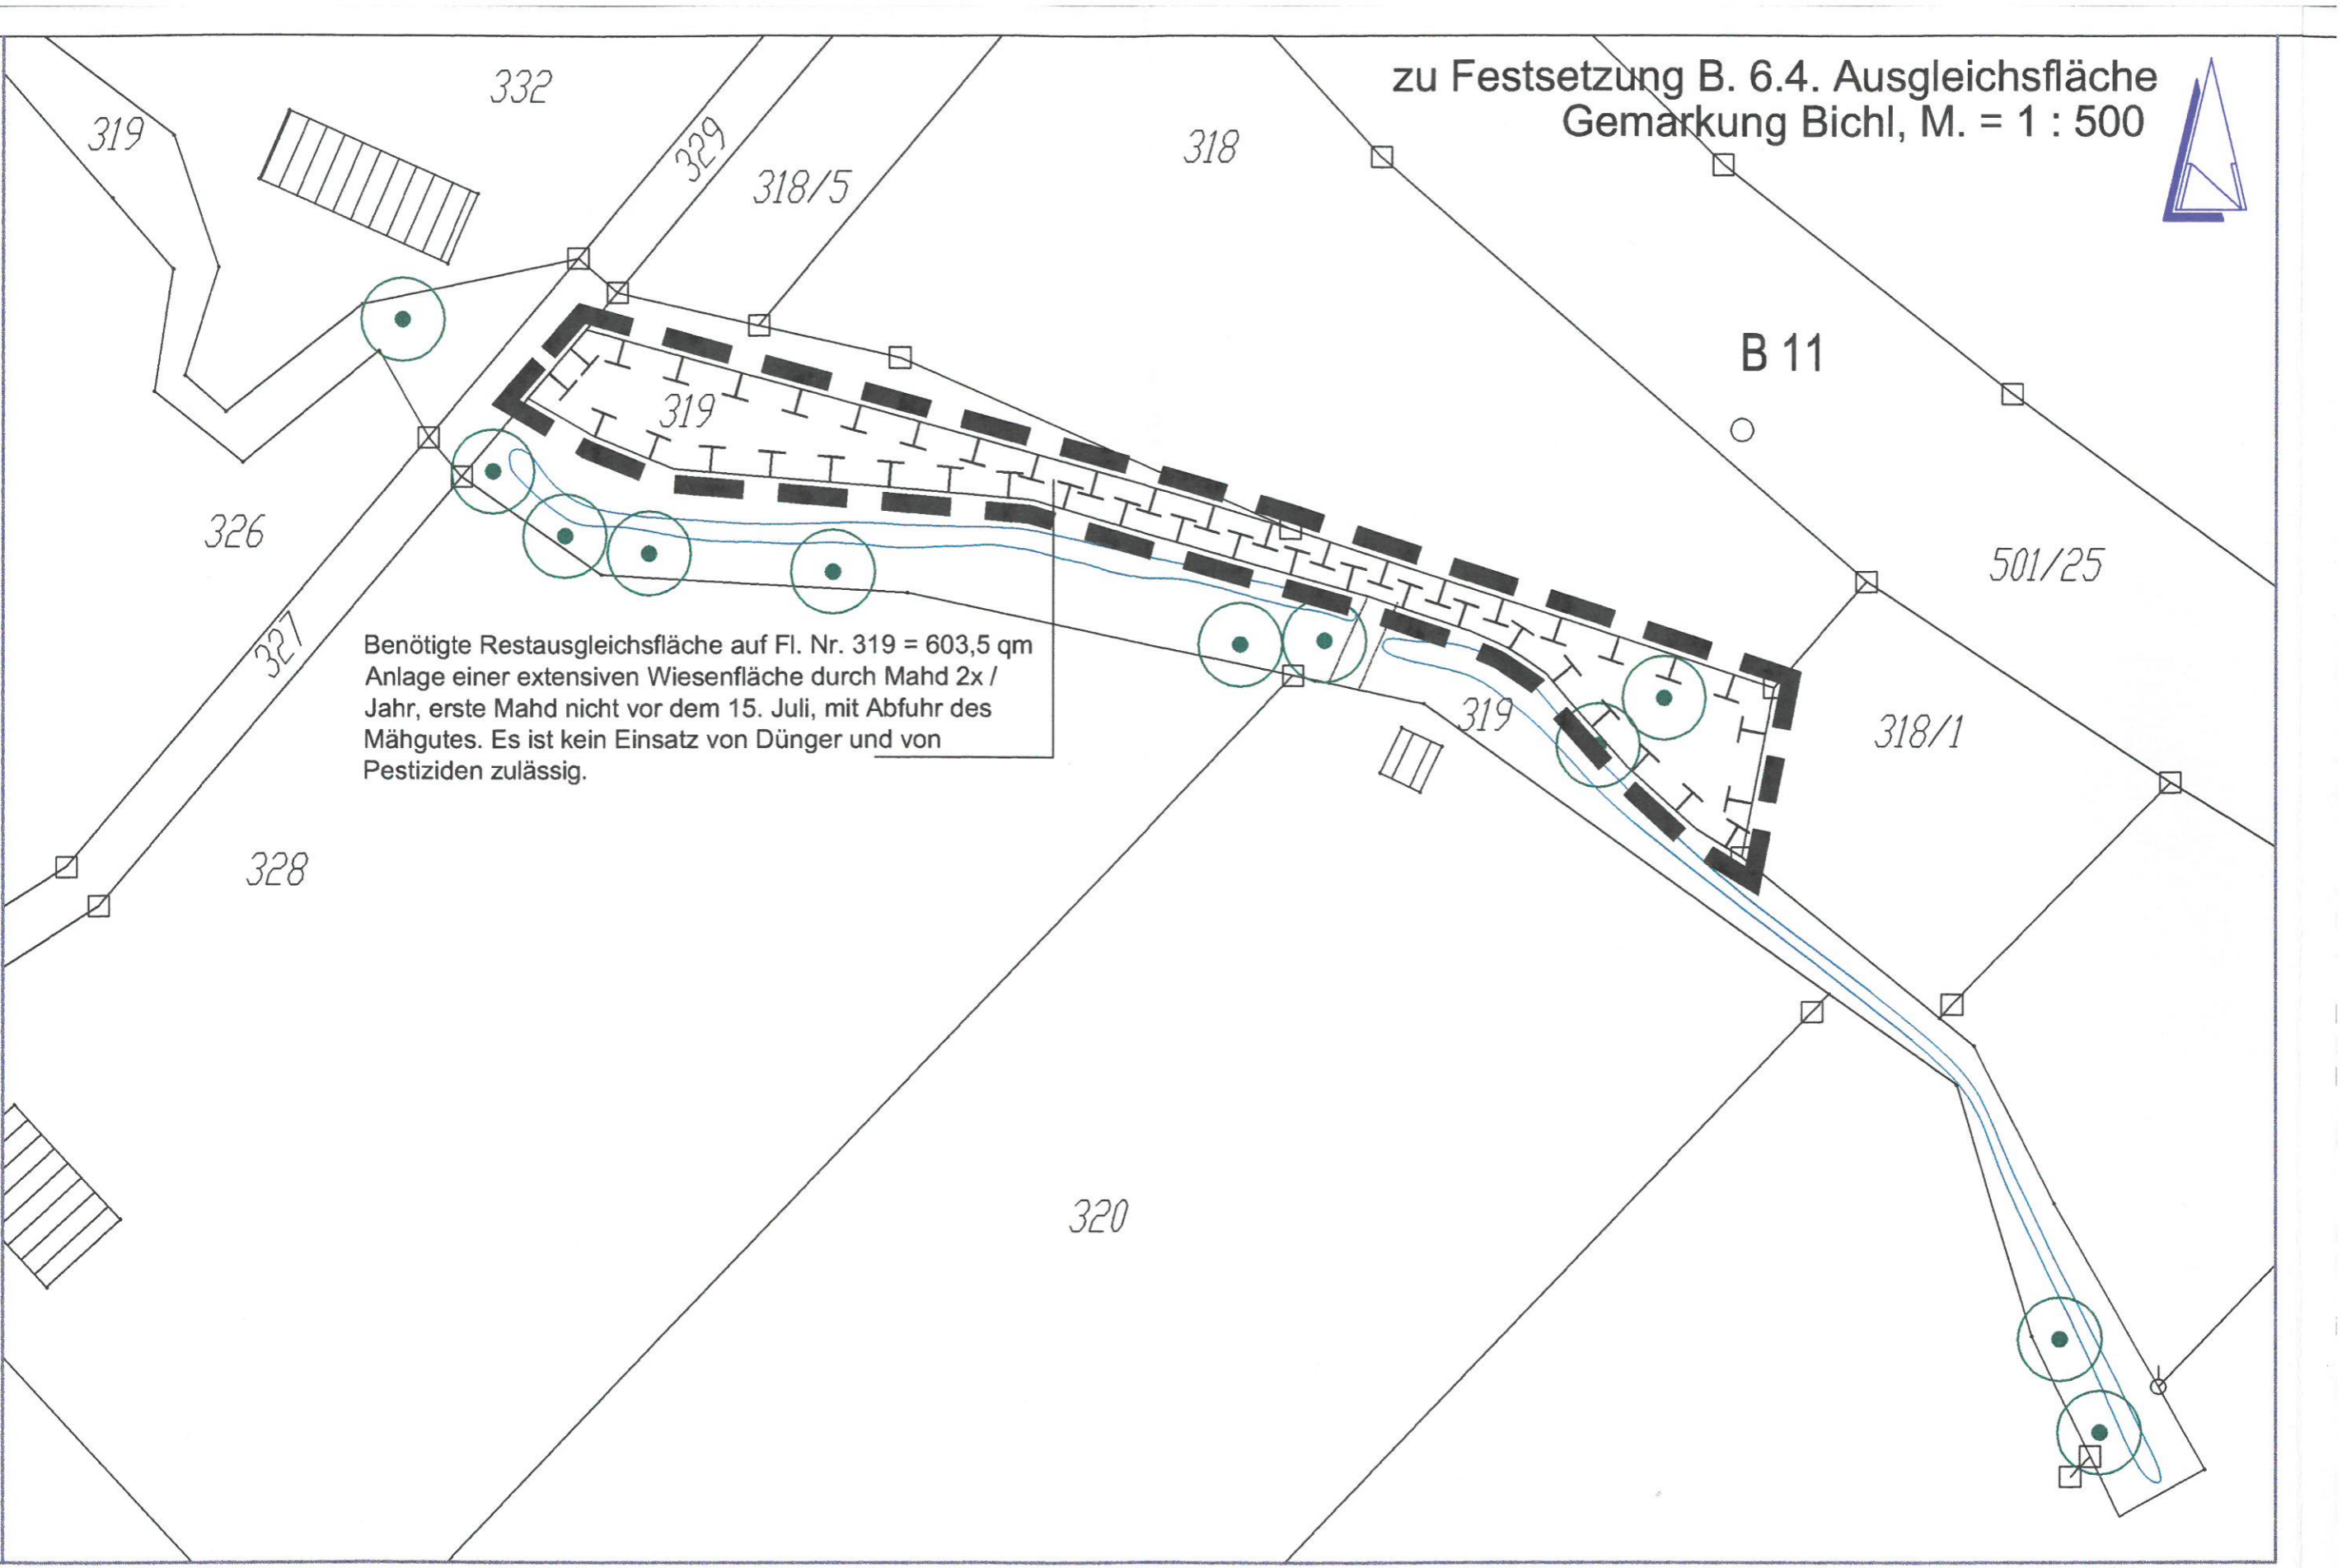 zu Festsetzung B. 6.4. Ausgleichsfläche
Gemarkung Bichl, M. = 1 : 500
332
319
329
318/5
318
B 11
319
326
501/25
327
Benötigte Restausgleichsfläche auf Fl. Nr. 319 = 603,5 qm
Anlage einer extensiven Wiesenfläche durch Mahd 2x /
Jahr, erste Mahd nicht vor dem 15. Juli, mit Abfuhr des
Mähgutes. Es ist kein Einsatz von Dünger und von
Pestiziden zulässig.
319
318/1
328
320